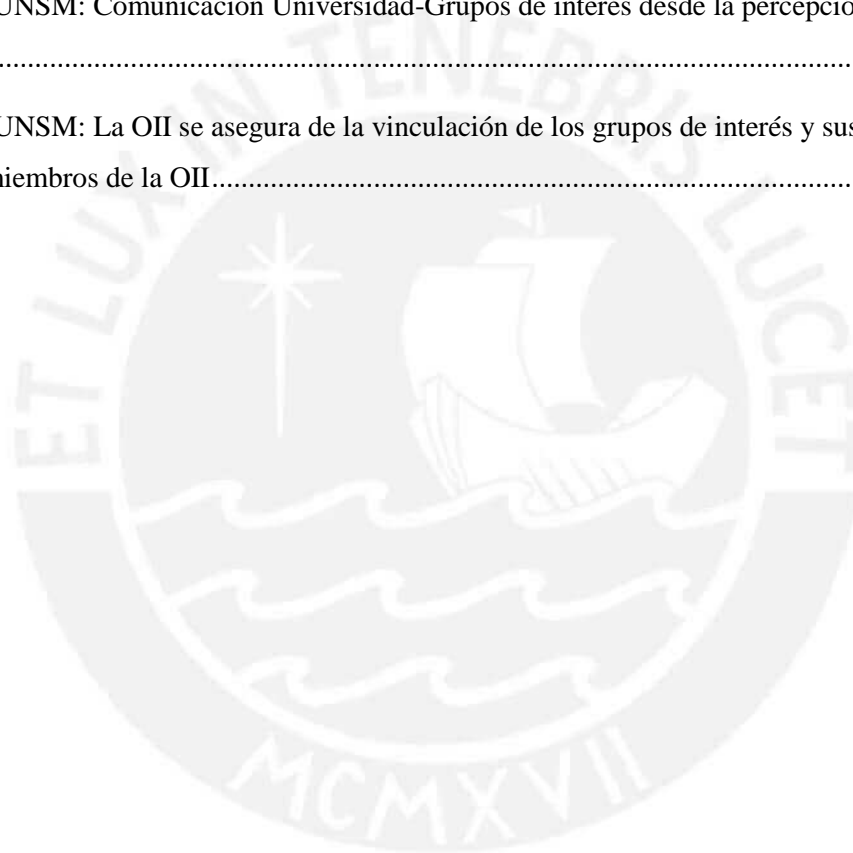 UNSM: Comunicación Universidad-Grupos de interés desde la percepció
....................................................................................................................................
UNSM: La OII se asegura de la vinculación de los grupos de interés y sus
miembros de la OII....................................................................................................
ET LUX IN TENEBRIS LUCET
MCMXVII